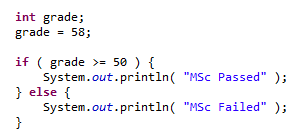 int grade;
grade = 58;
if ( grade >= 50 ) {
System.out.println( "MSc Passed" );
} else {
System.out.println( "MSc Failed" );
}